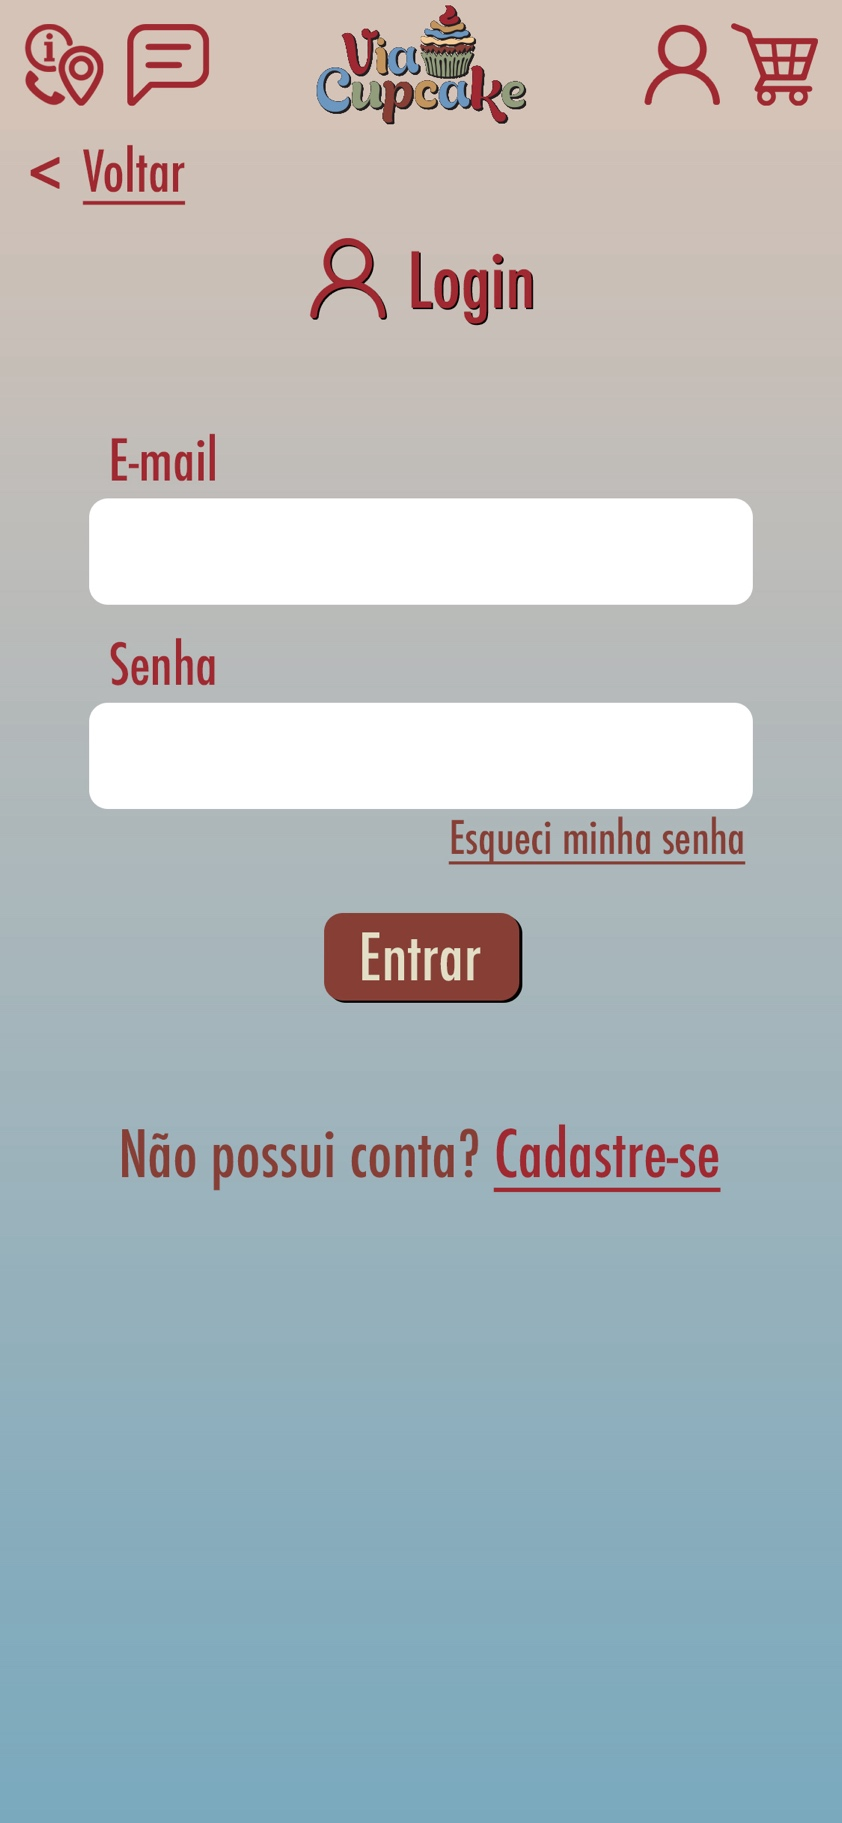 Via
Cupcake
< Voltar
Login
E-mail
Senha
Esqueci minha senha
Entrar
Não possui conta? Cadastre-se